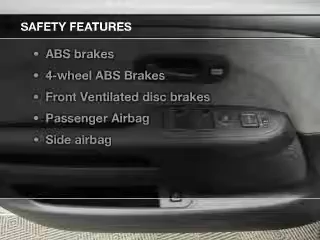 SAFETY FEATURES
• ABS brakes
• 4-wheel ABS Brakes
• Front Ventilated disc brakes
• Passenger Airbag
• Side airbag